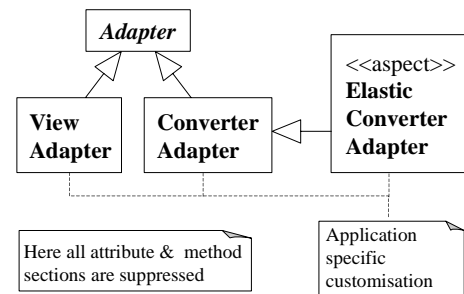 Adapter
View
Adapter
Converter
Adapter
<<aspect>>
Elastic
Converter
Adapter
Here all attribute & method
sections are suppressed
Application
specific
customisation